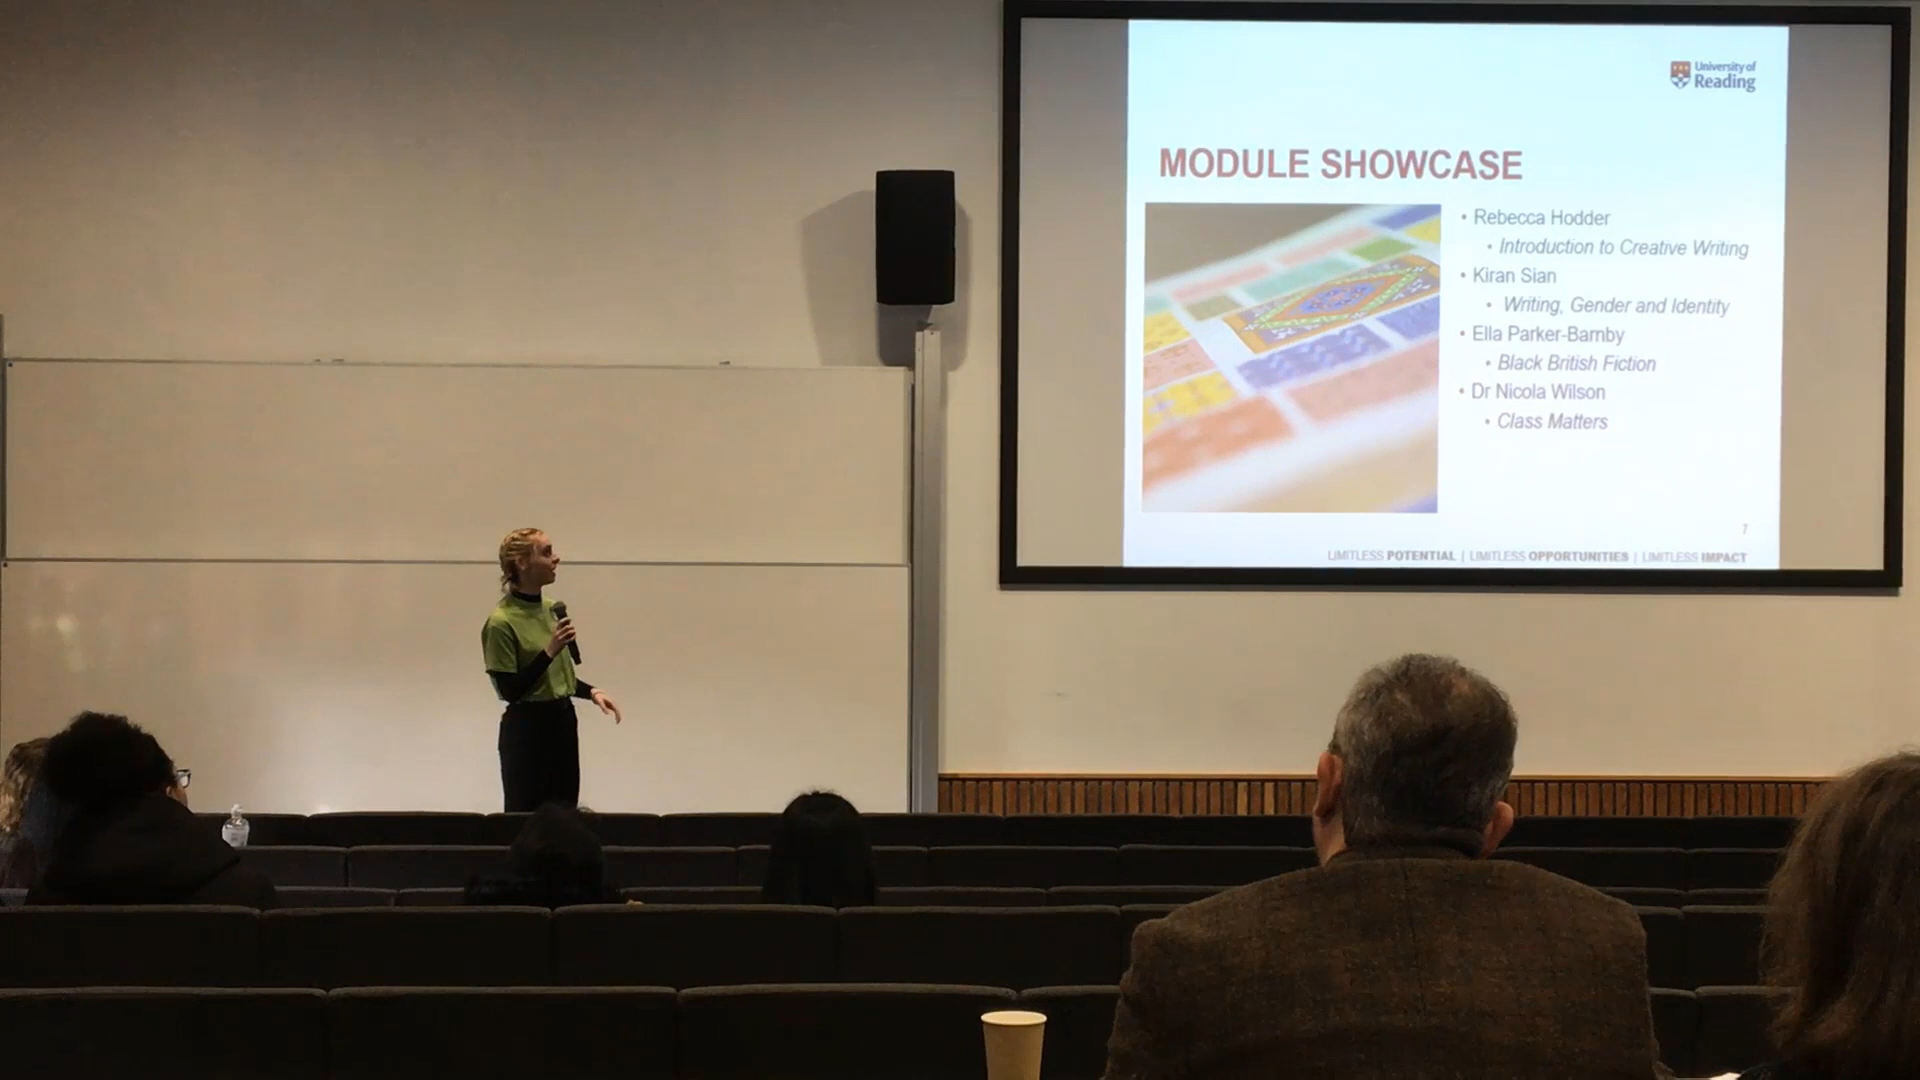 University of
Reading
MODULE SHOWCASE
• Rebecca Hodder
• Introduction to Creative Writing
• Kiran Sian
• Writing, Gender and Identity
• Ella Parker-Barnby
• Black British Fiction
• Dr Nicola Wilson
• Class Matters
7
LIMITLESS POTENTIAL | LIMITLESS OPPORTUNITIES | LIMITLESS IMPACT